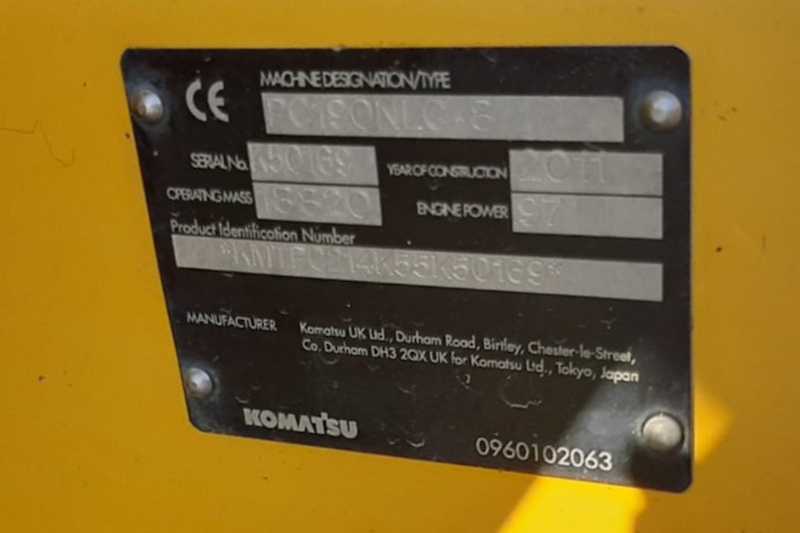 CE
MACHINE DESIGNATION/TYPE
PC190NLC-8
SERIAL No. K50169 YEAR OF CONSTRUCTION 2011
OPERATING MASS 18820 ENGINE POWER 97
Product Identification Number
*KMTPC214K55K50169*
MANUFACTURER Komatsu UK Ltd., Durham Road, Birtley, Chester-le-Street,
Co. Durham DH3 2QX UK for Komatsu Ltd., Tokyo, Japan
KOMATSU
0960102063